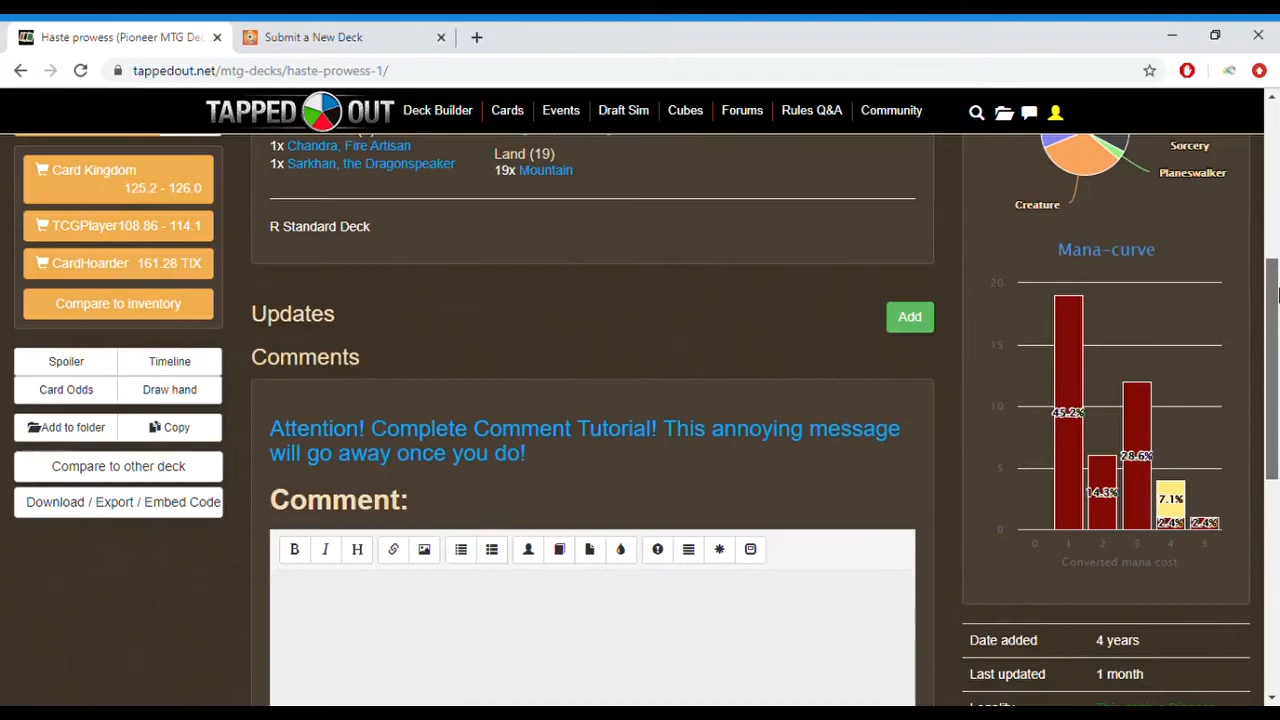 Haste prowess (Pioneer MTG Dec
Submit a New Deck
tappedout.net/mtg-decks/haste-prowess-1/
TAPPED OUT
Deck Builder
Cards
Events
Draft Sim
Cubes
Forums
Rules Q&A
Community
Card Kingdom
125.2 - 126.0
TCGPlayer108.86 - 114.1
CardHoarder 161.28 TIX
Compare to inventory
Spoiler
Timeline
Card Odds
Draw hand
Add to folder
Copy
Compare to other deck
Download / Export / Embed Code
1x Chandra, Fire Artisan
1x Sarkhan, the Dragonspeaker
Land (19)
19x Mountain
R Standard Deck
Updates
Add
Comments
Attention! Complete Comment Tutorial! This annoying message
will go away once you do!
Comment:
B
I
H
Sorcery
Planeswalker
Creature
Mana-curve
20
15
10
5
0
45.2%
14.3%
28.6%
7.1%
2.4%
2.4%
0 1 2 3 4 5
Converted mana cost
Date added 4 years
Last updated 1 month